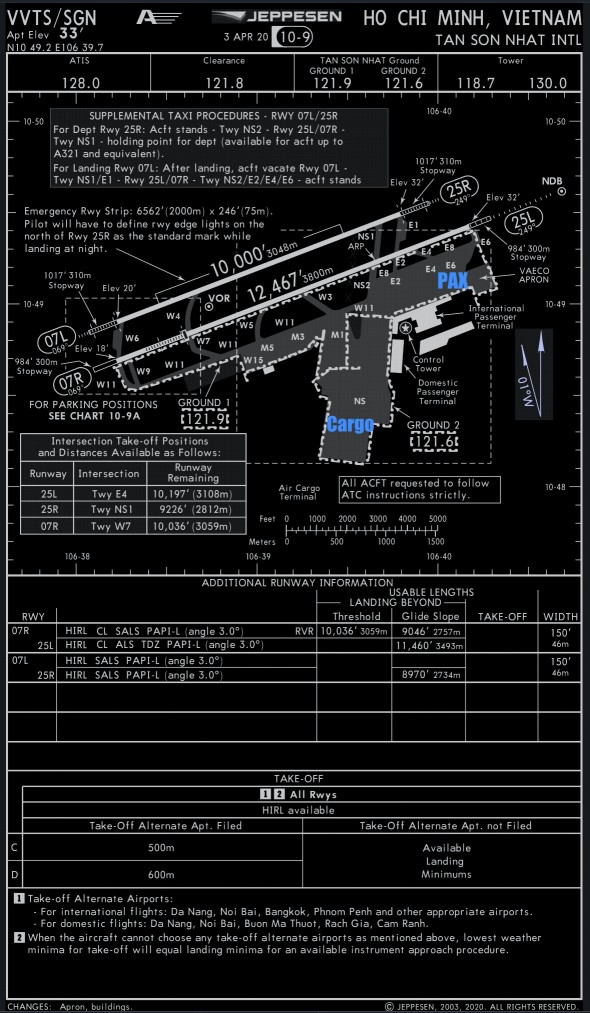 VVTS/SGN
Apt Elev 33'
N10 49.2 E106 39.7
JEPPESEN
3 APR 20 10-9
HO CHI MINH, VIETNAM
TAN SON NHAT INTL
ATIS
128.0
Clearance
121.8
TAN SON NHAT Ground
GROUND 1 GROUND 2
121.9 121.6
Tower
118.7 130.0
106-40
10-50 10-50
SUPPLEMENTAL TAXI PROCEDURES - RWY 07L/25R
For Dept Rwy 25R: Acft stands - Twy NS2 - Rwy 25L/07R -
Twy NS1 - holding point for dept (available for acft up to
A321 and equivalent).
For Landing Rwy 07L: After landing, acft vacate Rwy 07L -
Twy NS1/E1 - Rwy 25L/07R - Twy NS2/E2/E4/E6 - acft stands
1017' 310m
Stopway
Elev 32'
25R
249°
NDB
Elev 32'
25L
249°
984' 300m
Stopway
Emergency Rwy Strip: 6562'(2000m) x 246'(75m).
Pilot will have to define rwy edge lights on the
north of Rwy 25R as the standard mark while
landing at night.
10,000' 3048m
12,467' 3800m
ARP
NS1
E1
E2
E4
E8
E6
E8
E2
E4
E6
NS2
PAX
VAECO
APRON
1017' 310m
Stopway
Elev 20'
VOR
10-49 10-49
W3
W11
W4
W5
W11
M3
M1
International
Passenger
Terminal
07L
069°
W6
W7
W11
M5
W15
Elev 18'
984' 300m
Stopway
07R
069°
W11
W9
W11
Control
Tower
Domestic
Passenger
Terminal
10°W
FOR PARKING POSITIONS
SEE CHART 10-9A
GROUND 1
121.9
NS
Cargo
GROUND 2
121.6
Intersection Take-off Positions
and Distances Available as Follows:
Runway Intersection Runway
Remaining
25L Twy E4 10,197' (3108m)
25R Twy NS1 9226' (2812m)
07R Twy W7 10,036' (3059m)
Air Cargo
Terminal
All ACFT requested to follow
ATC instructions strictly.
10-48
Feet 0 1000 2000 3000 4000 5000
Meters 0 500 1000 1500
106-38 106-39 106-40
ADDITIONAL RUNWAY INFORMATION
USABLE LENGTHS
LANDING BEYOND
RWY Threshold Glide Slope TAKE-OFF WIDTH
07R HIRL CL SALS PAPI-L (angle 3.0°) RVR 10,036' 3059m 9046' 2757m 150'
25L HIRL CL ALS TDZ PAPI-L (angle 3.0°) 11,460' 3493m 46m
07L HIRL SALS PAPI-L (angle 3.0°) 150'
25R HIRL SALS PAPI-L (angle 3.0°) 8970' 2734m 46m
TAKE-OFF
1 2 All Rwys
HIRL available
Take-Off Alternate Apt. Filed Take-Off Alternate Apt. not Filed
C 500m Available
Landing
D 600m Minimums
1 Take-off Alternate Airports:
- For international flights: Da Nang, Noi Bai, Bangkok, Phnom Penh and other appropriate airports.
- For domestic flights: Da Nang, Noi Bai, Buon Ma Thuot, Rach Gia, Cam Ranh.
2 When the aircraft cannot choose any take-off alternate airports as mentioned above, lowest weather
minima for take-off will equal landing minima for an available instrument approach procedure.
CHANGES: Apron, buildings.
© JEPPESEN, 2003, 2020. ALL RIGHTS RESERVED.